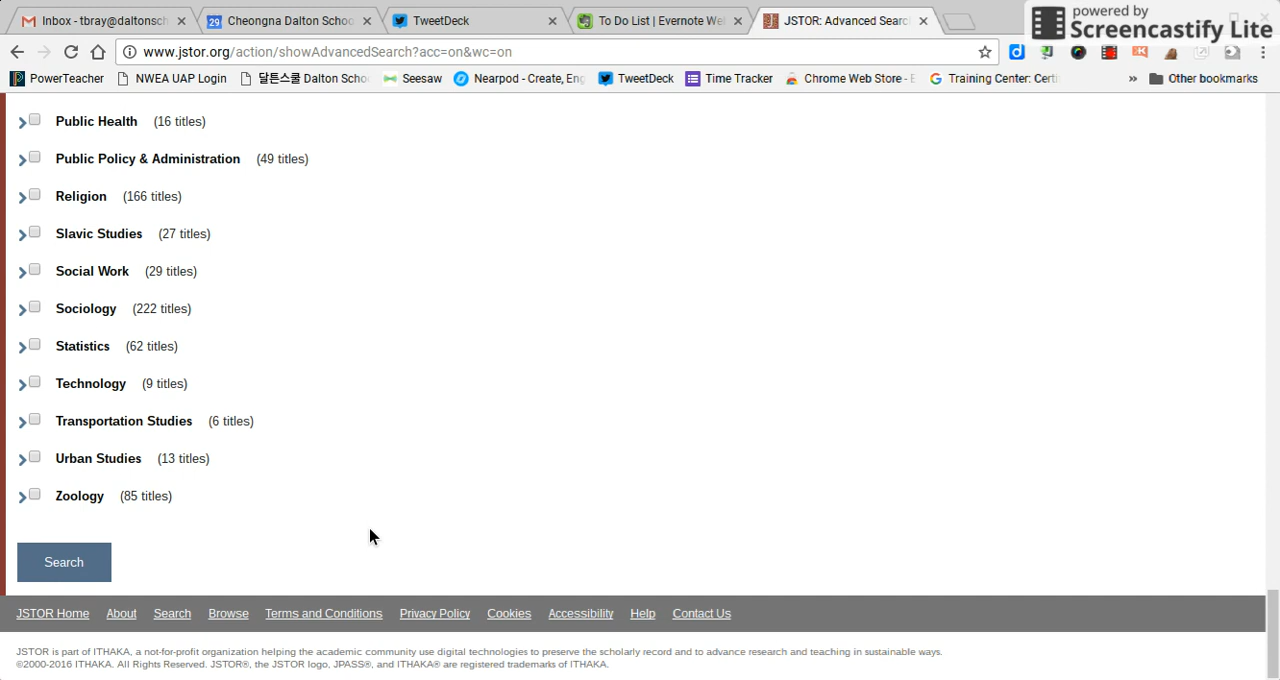 Inbox - tbray@daltonsch
Cheongna Dalton Schoo
TweetDeck
To Do List | Evernote We
JSTOR: Advanced Searc
powered by
Screencastify Lite
www.jstor.org/action/showAdvancedSearch?acc=on&wc=on
PowerTeacher
NWEA UAP Login
달튼스쿨 Dalton Scho
Seesaw
Nearpod - Create, Eng
TweetDeck
Time Tracker
Chrome Web Store - E
Training Center: Certi
»
Other bookmarks
Public Health (16 titles)
Public Policy & Administration (49 titles)
Religion (166 titles)
Slavic Studies (27 titles)
Social Work (29 titles)
Sociology (222 titles)
Statistics (62 titles)
Technology (9 titles)
Transportation Studies (6 titles)
Urban Studies (13 titles)
Zoology (85 titles)
Search
JSTOR Home About Search Browse Terms and Conditions Privacy Policy Cookies Accessibility Help Contact Us
JSTOR is part of ITHAKA, a not-for-profit organization helping the academic community use digital technologies to preserve the scholarly record and to advance research and teaching in sustainable ways.
©2000-2016 ITHAKA. All Rights Reserved. JSTOR®, the JSTOR logo, JPASS®, and ITHAKA® are registered trademarks of ITHAKA.